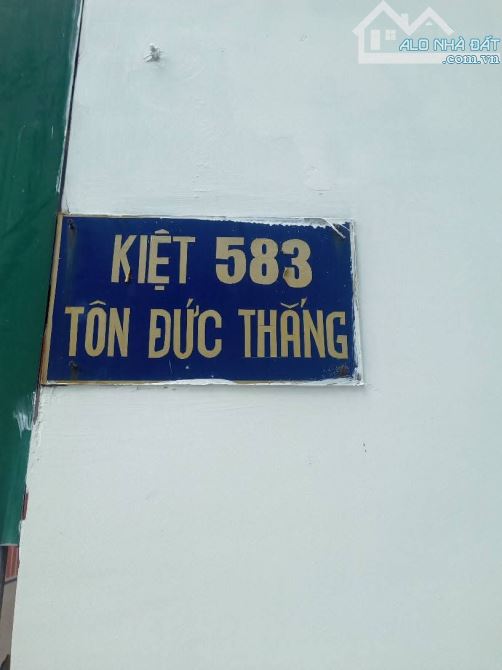 ALO NHÀ ĐẤT
.com.vn
KIỆT 583
TÔN ĐỨC THẮNG